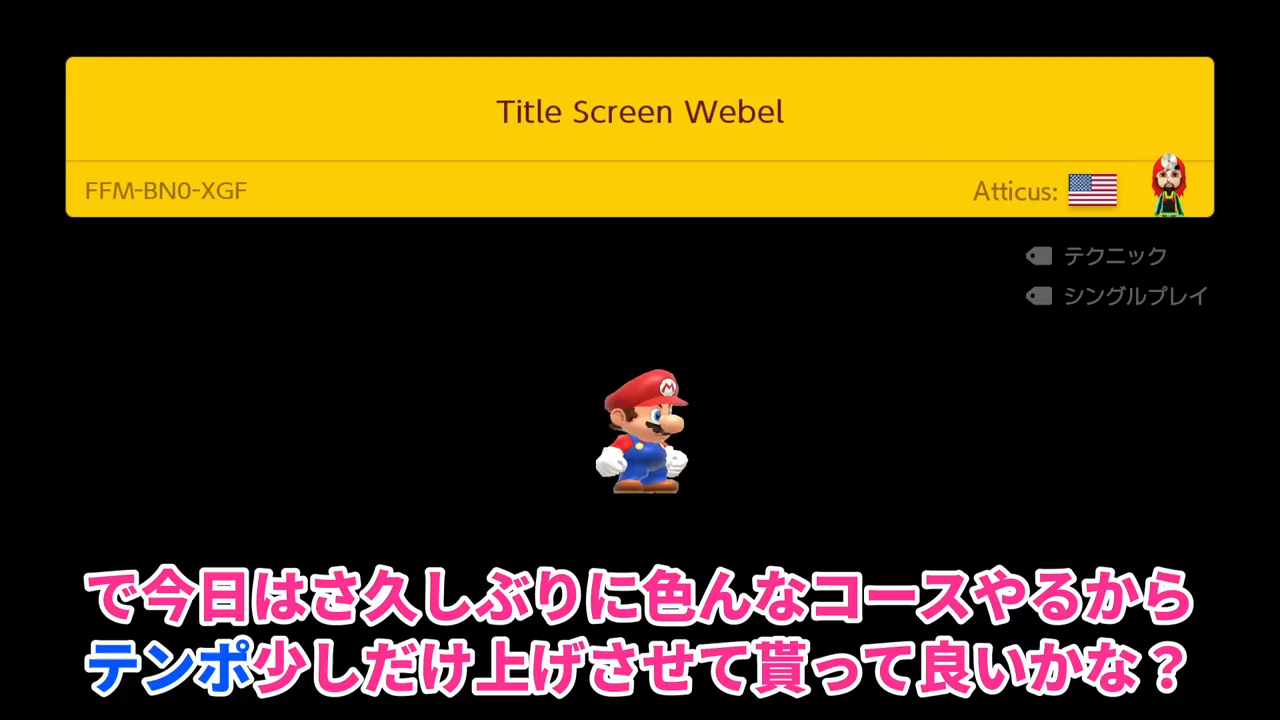 Title Screen Webel
FFM-BN0-XGF
Atticus:
テクニック
シングルプレイ
で今日はさ久しぶりに色んなコースやるから
テンポ少しだけ上げさせて貰って良いかな？